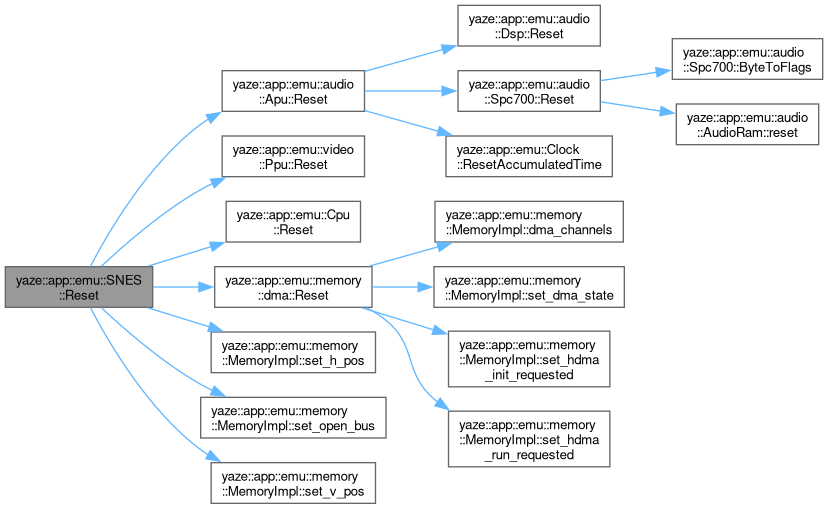 yaze::app::emu::SNES
::Reset
yaze::app::emu::audio
::Apu::Reset
yaze::app::emu::video
::Ppu::Reset
yaze::app::emu::Cpu
::Reset
yaze::app::emu::memory
::dma::Reset
yaze::app::emu::memory
::MemoryImpl::set_h_pos
yaze::app::emu::memory
::MemoryImpl::set_open_bus
yaze::app::emu::memory
::MemoryImpl::set_v_pos
yaze::app::emu::audio
::Dsp::Reset
yaze::app::emu::audio
::Spc700::Reset
yaze::app::emu::Clock
::ResetAccumulatedTime
yaze::app::emu::memory
::MemoryImpl::dma_channels
yaze::app::emu::memory
::MemoryImpl::set_dma_state
yaze::app::emu::memory
::MemoryImpl::set_hdma
_init_requested
yaze::app::emu::memory
::MemoryImpl::set_hdma
_run_requested
yaze::app::emu::audio
::Spc700::ByteToFlags
yaze::app::emu::audio
::AudioRam::reset